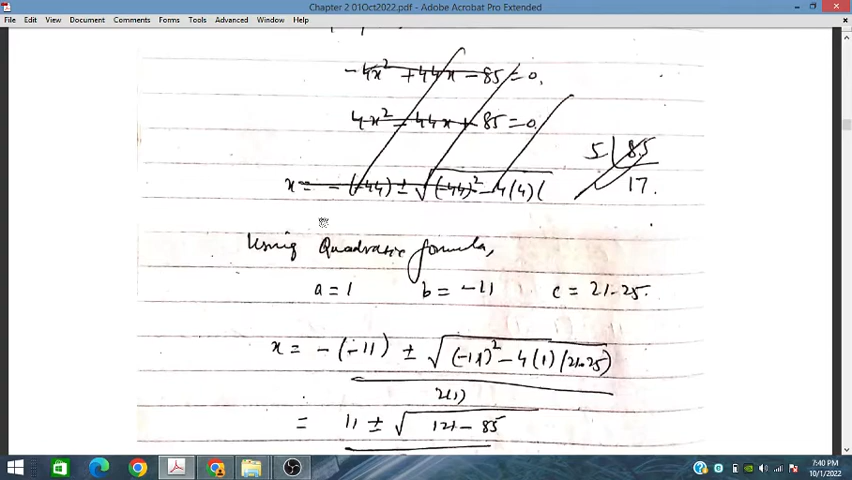 Chapter 2 01Oct2022.pdf - Adobe Acrobat Pro Extended
File Edit View Document Comments Forms Tools Advanced Window Help
-4x² + 44x - 85 = 0.
4x² - 44x + 85 = 0
5 | 85
17.
x = -(-44) ± √(-44)² - 4(4)(
Using Quadratic formula,
a = 1 b = -11 c = 21.25.
x = -(-11) ± √(-11)² - 4(1)(21.25)
2(1)
= 11 ± √121 - 85
7:40 PM
10/1/2022